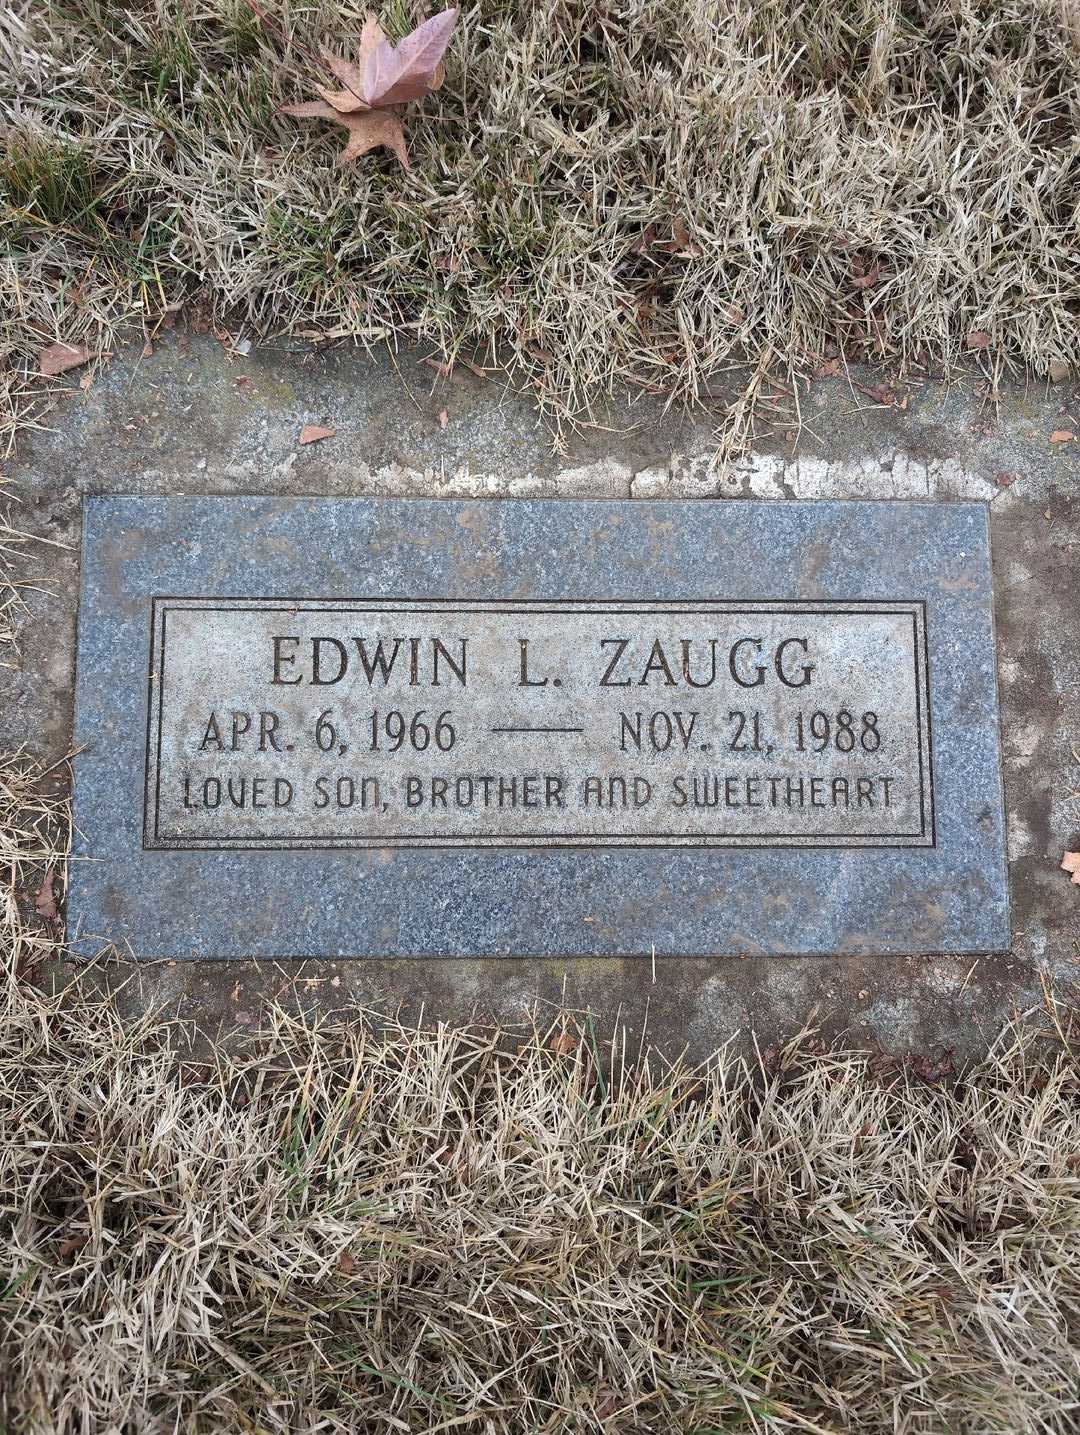 EDWIN L. ZAUGG
APR. 6, 1966 — NOV. 21, 1988
LOVED SON, BROTHER AND SWEETHEART